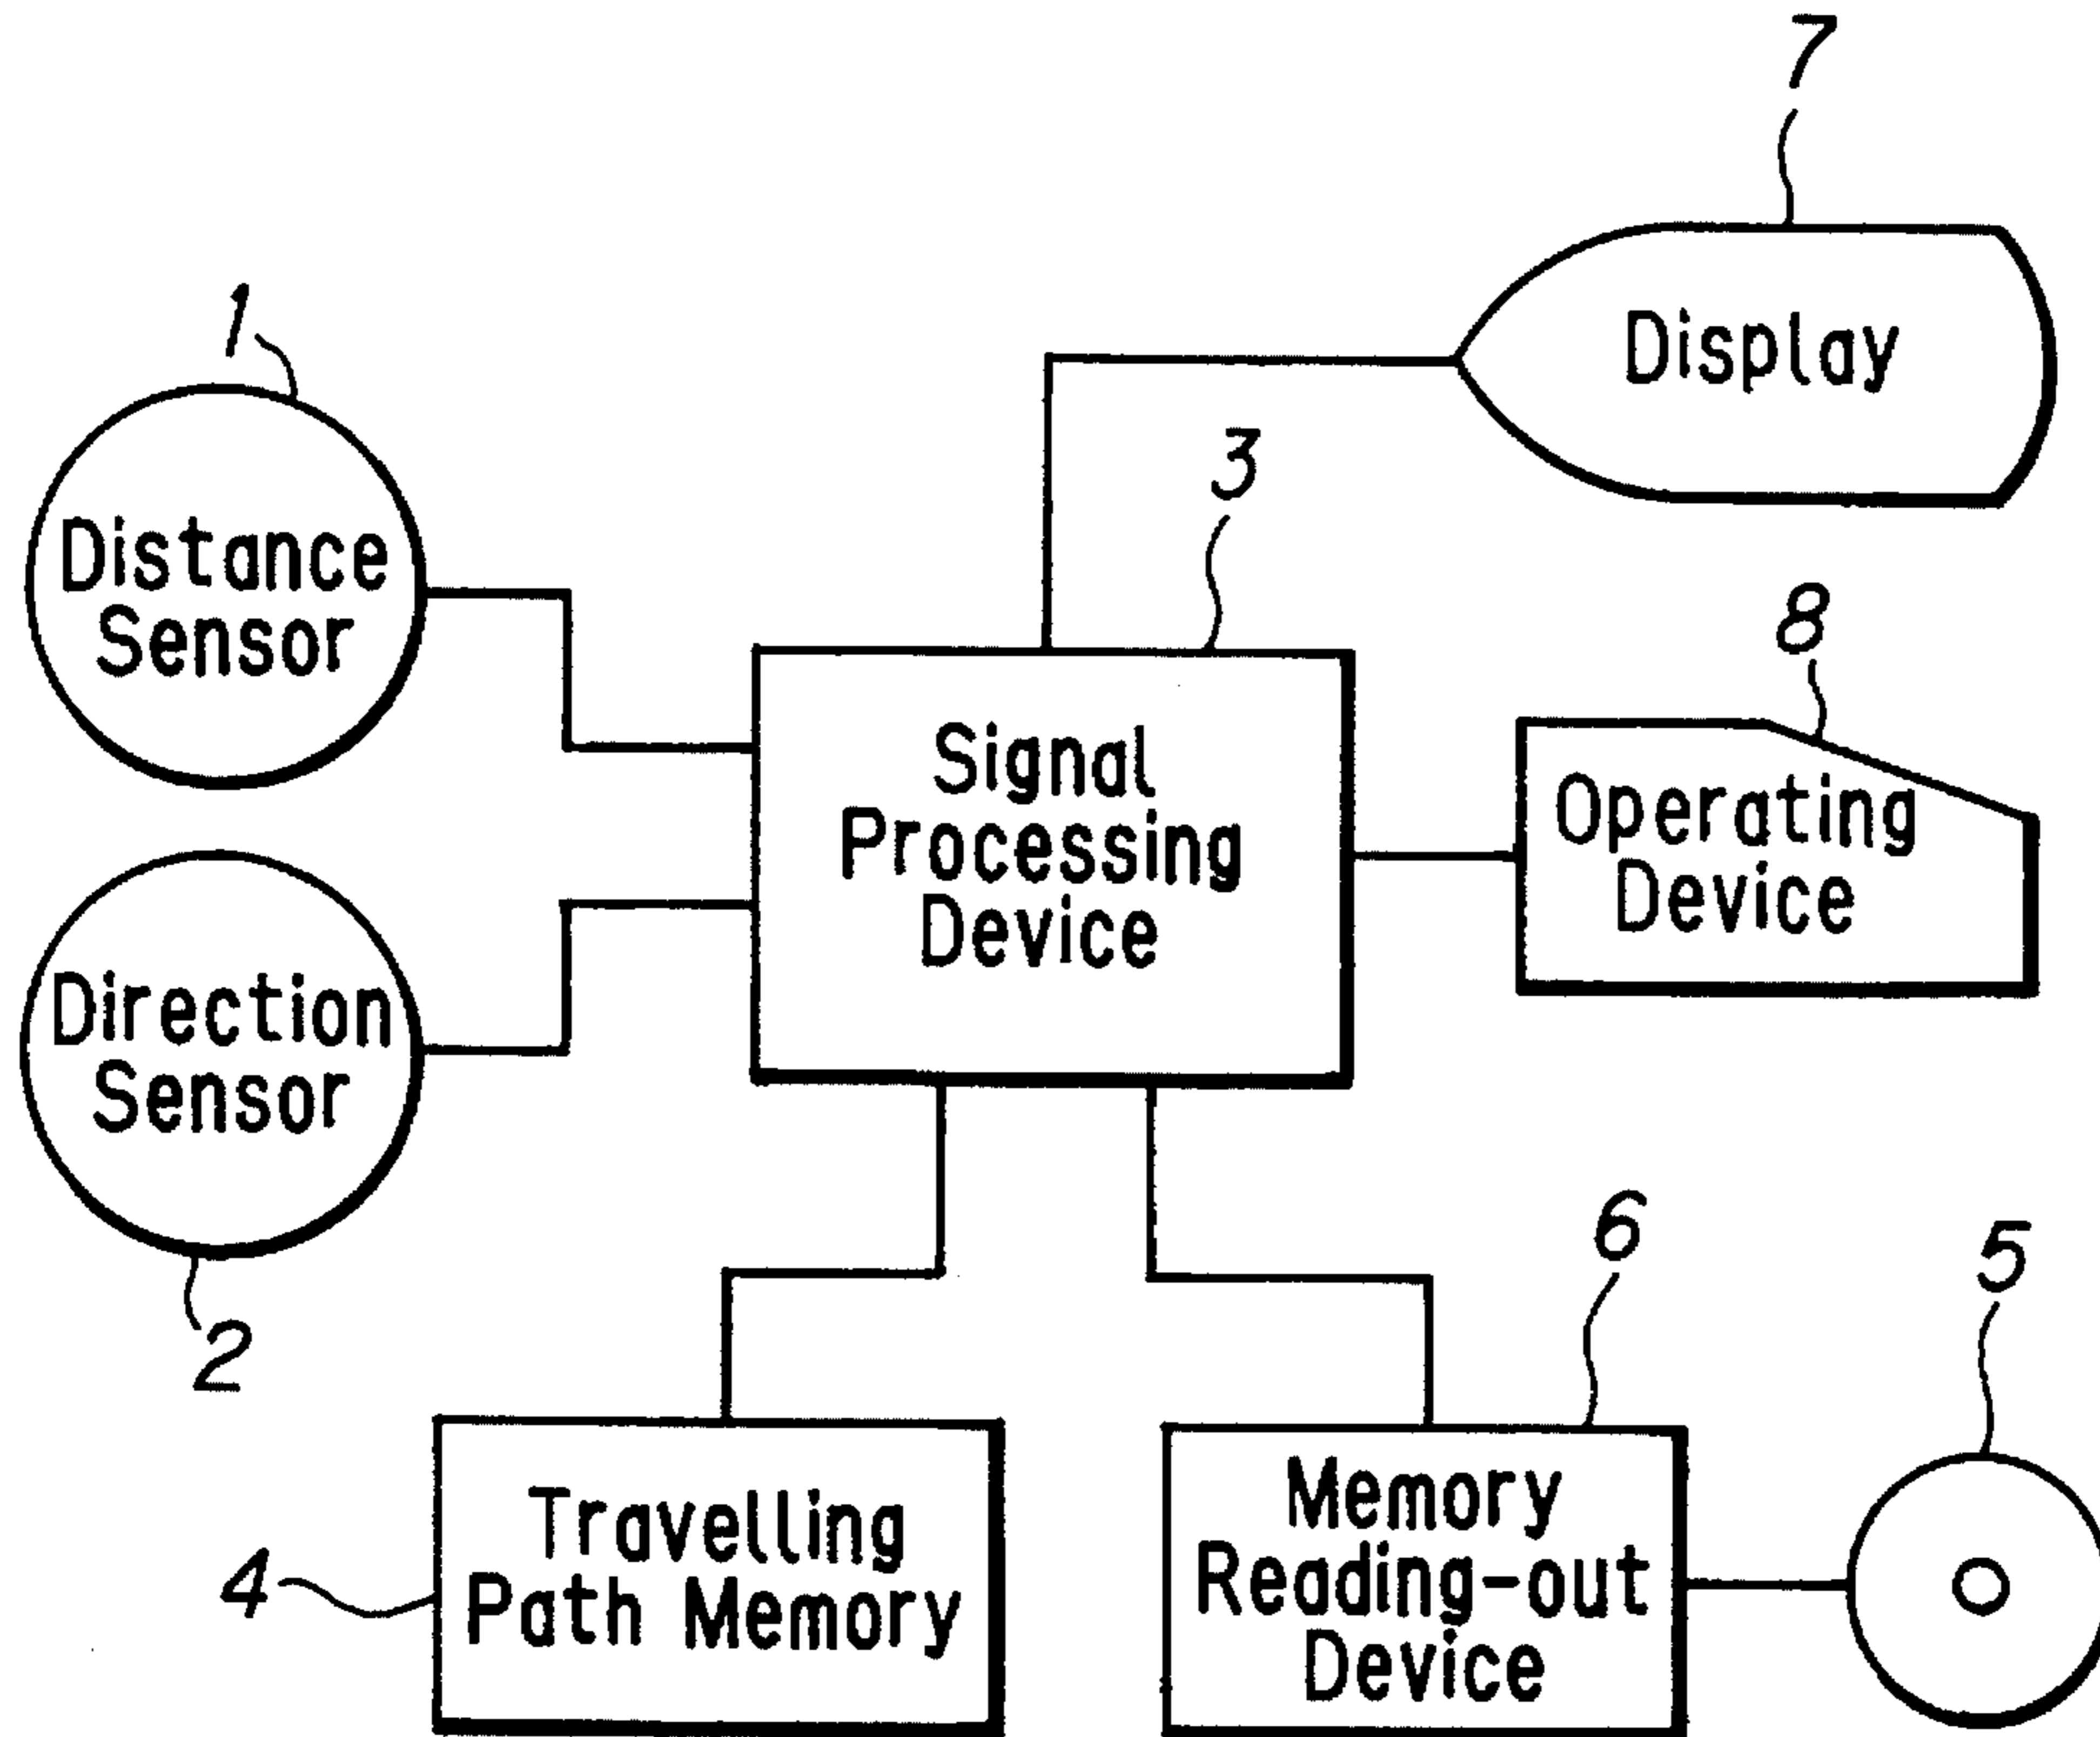 7
Display
1
3
Distance
Sensor
8
Signal
Processing
Device
Operating
Device
Direction
Sensor
2
6
5
4
Travelling
Path Memory
Memory
Reading-out
Device